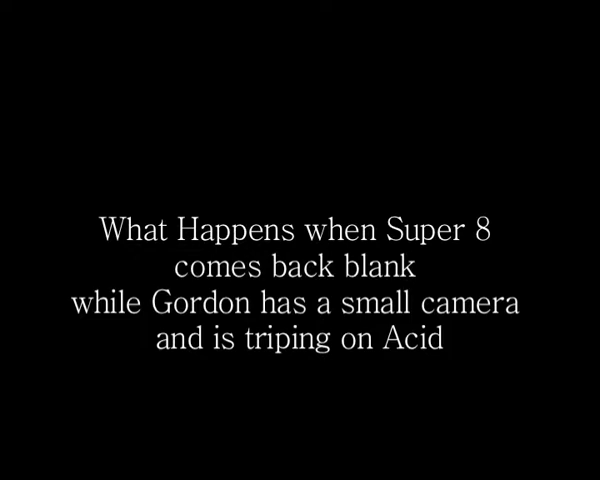 What Happens when Super 8
comes back blank
while Gordon has a small camera
and is triping on Acid